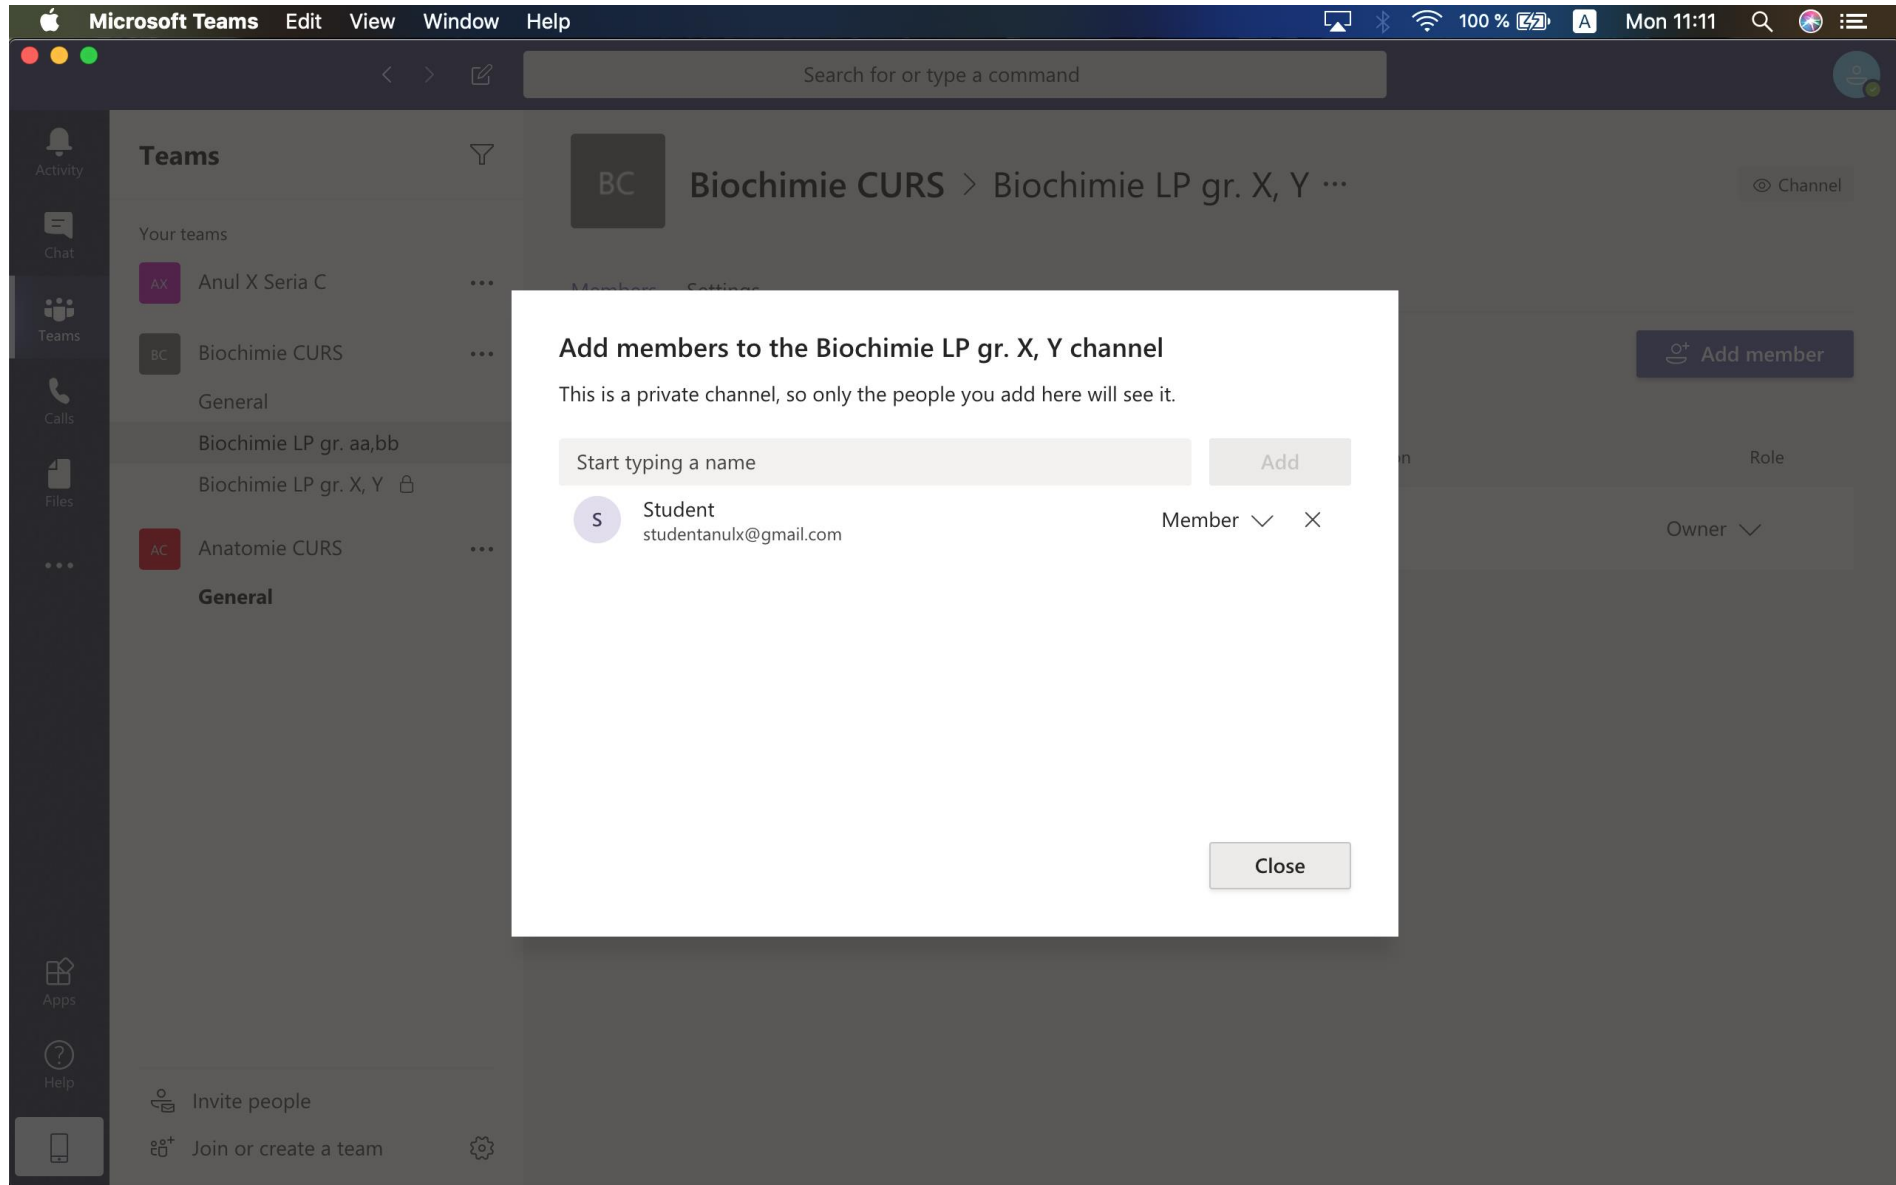 Microsoft Teams Edit View Window Help 100 % A Mon 11:11
Search for or type a command
Activity
Chat
Teams
Calls
Files
Apps
Help
Teams
Your teams
AX Anul X Seria C
BC Biochimie CURS
General
Biochimie LP gr. aa,bb
Biochimie LP gr. X, Y
AC Anatomie CURS
General
Invite people
Join or create a team
BC Biochimie CURS > Biochimie LP gr. X, Y ...
Channel
Members Settings
Add member
Role
Owner
Add members to the Biochimie LP gr. X, Y channel
This is a private channel, so only the people you add here will see it.
Start typing a name Add
S Student Member
studentanulx@gmail.com
Close